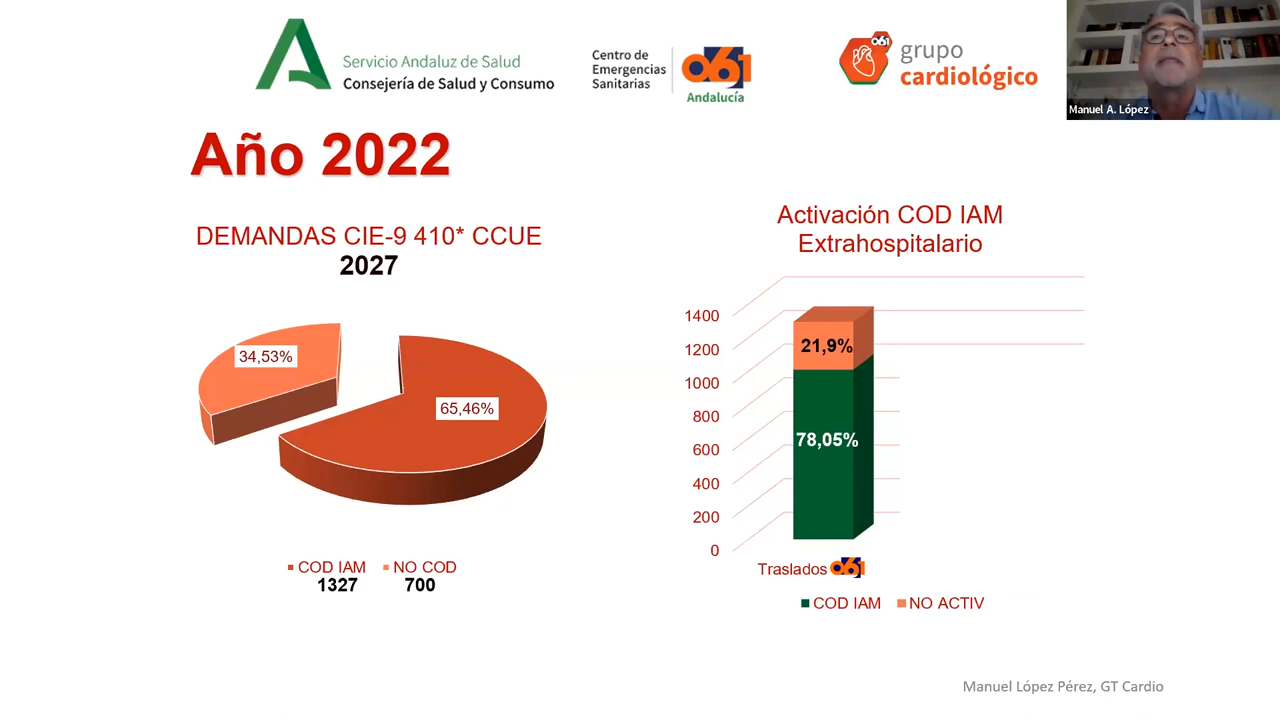 Servicio Andaluz de Salud
Consejería de Salud y Consumo
Centro de
Emergencias
Sanitarias
061
Andalucía
061
grupo
cardiológico
Manuel A. López
Año 2022
DEMANDAS CIE-9 410* CCUE
2027
34,53%
65,46%
COD IAM NO COD
1327 700
Activación COD IAM
Extrahospitalario
1400
1200
1000
800
600
400
200
0
21,9%
78,05%
Traslados 061
COD IAM NO ACTIV
Manuel López Pérez, GT Cardio